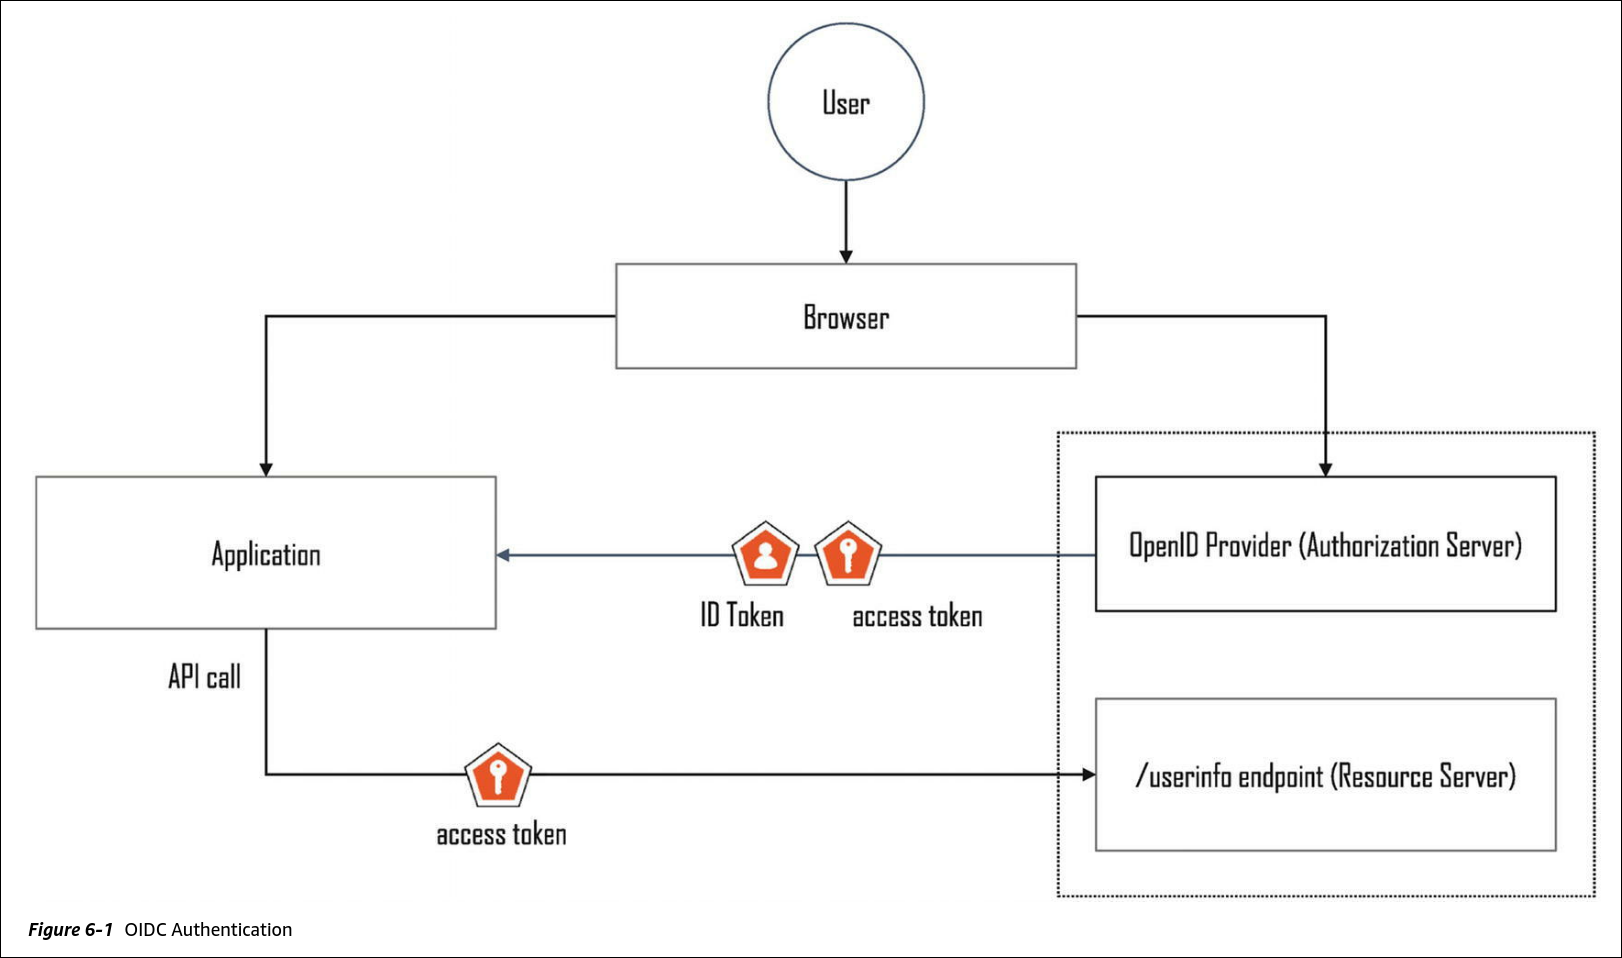 User
Browser
Application
OpenID Provider (Authorization Server)
ID Token
access token
API call
/userinfo endpoint (Resource Server)
access token
Figure 6-1 OIDC Authentication